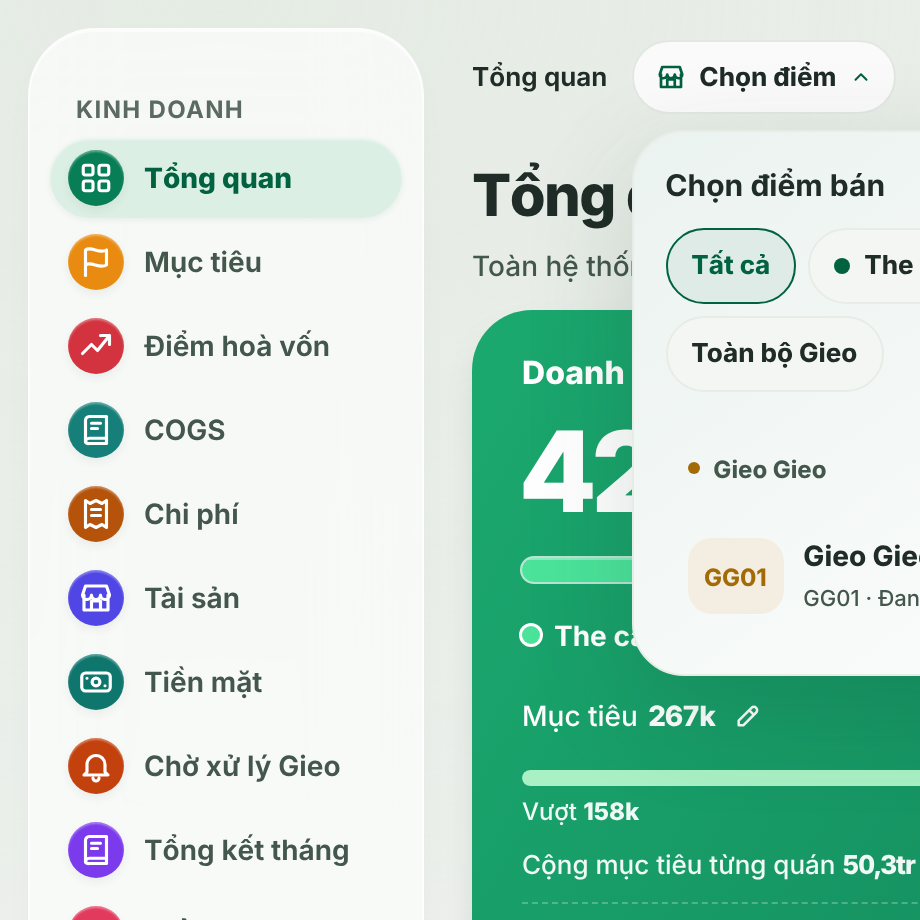 KINH DOANH
Tổng quan
Mục tiêu
Điểm hoà vốn
COGS
Chi phí
Tài sản
Tiền mặt
Chờ xử lý Gieo
Tổng kết tháng
Tổng quan
Chọn điểm
Tổng
Toàn hệ thố
Chọn điểm bán
Tất cả
The
Toàn bộ Gieo
Gieo Gieo
GG01
Gieo Gie
GG01 · Đan
Doanh
42
The c
Mục tiêu 267k
Vượt 158k
Cộng mục tiêu từng quán 50,3tr